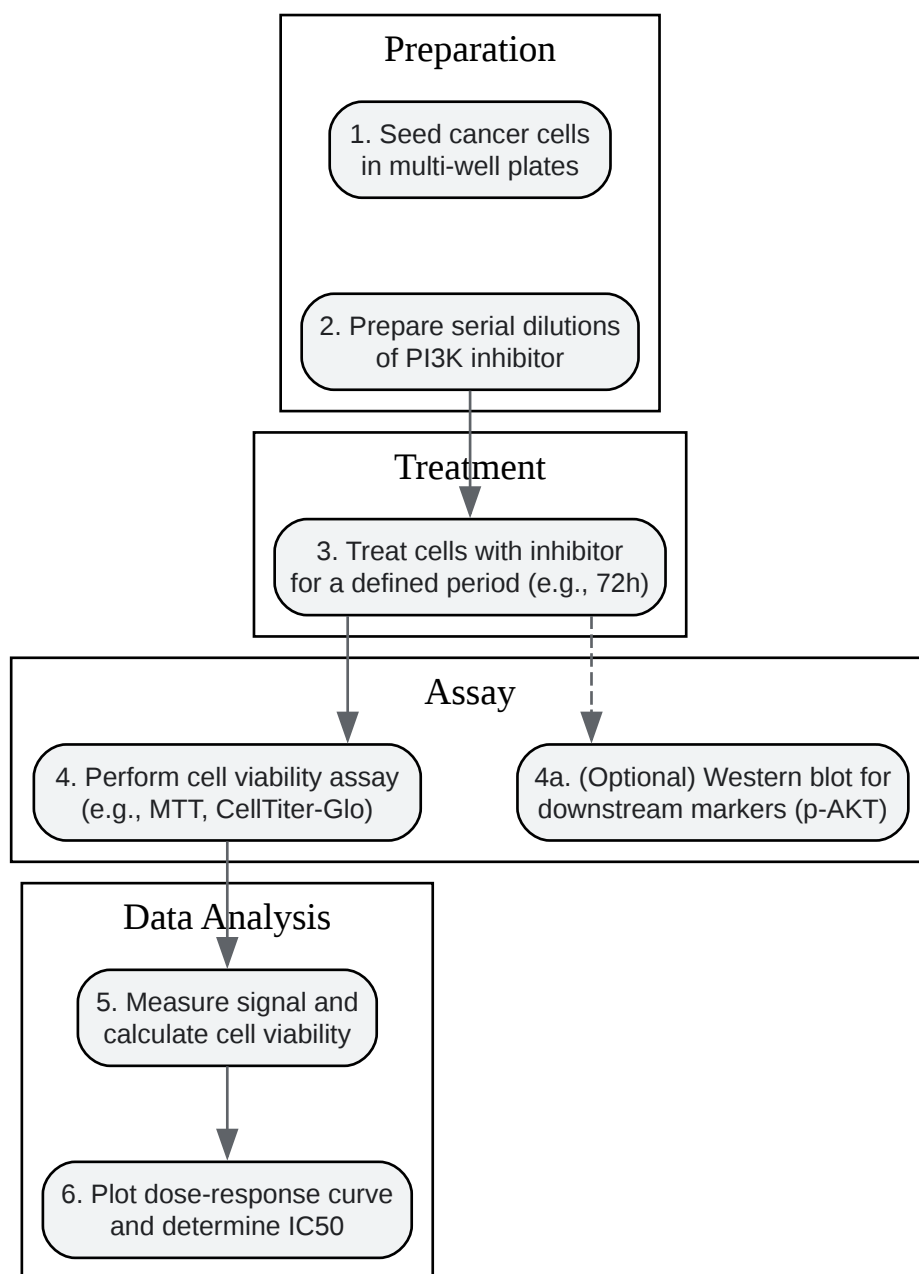 Preparation
1. Seed cancer cells
in multi-well plates
2. Prepare serial dilutions
of PI3K inhibitor
Treatment
3. Treat cells with inhibitor
for a defined period (e.g., 72h)
Assay
4. Perform cell viability assay
(e.g., MTT, CellTiter-Glo)
4a. (Optional) Western blot for
downstream markers (p-AKT)
Data Analysis
5. Measure signal and
calculate cell viability
6. Plot dose-response curve
and determine IC50